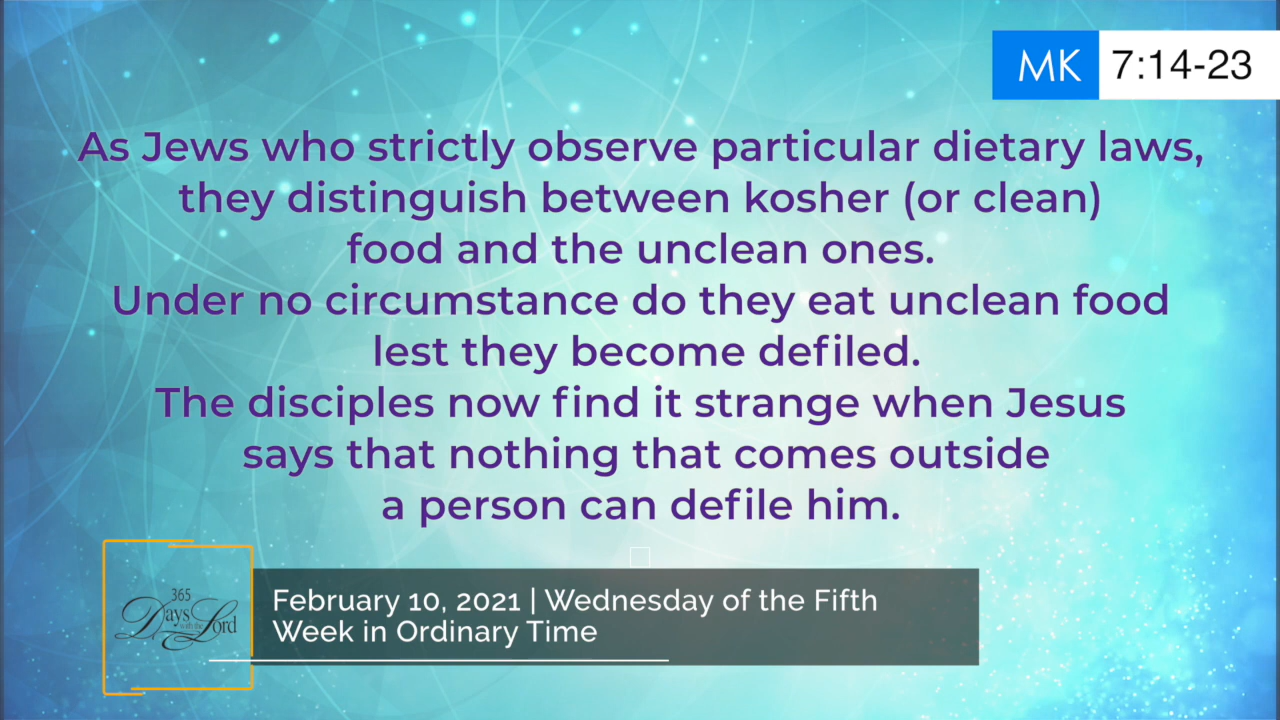 MK 7:14-23
As Jews who strictly observe particular dietary laws,
they distinguish between kosher (or clean)
food and the unclean ones.
Under no circumstance do they eat unclean food
lest they become defiled.
The disciples now find it strange when Jesus
says that nothing that comes outside
a person can defile him.
365
Days with the Lord
February 10, 2021 | Wednesday of the Fifth
Week in Ordinary Time